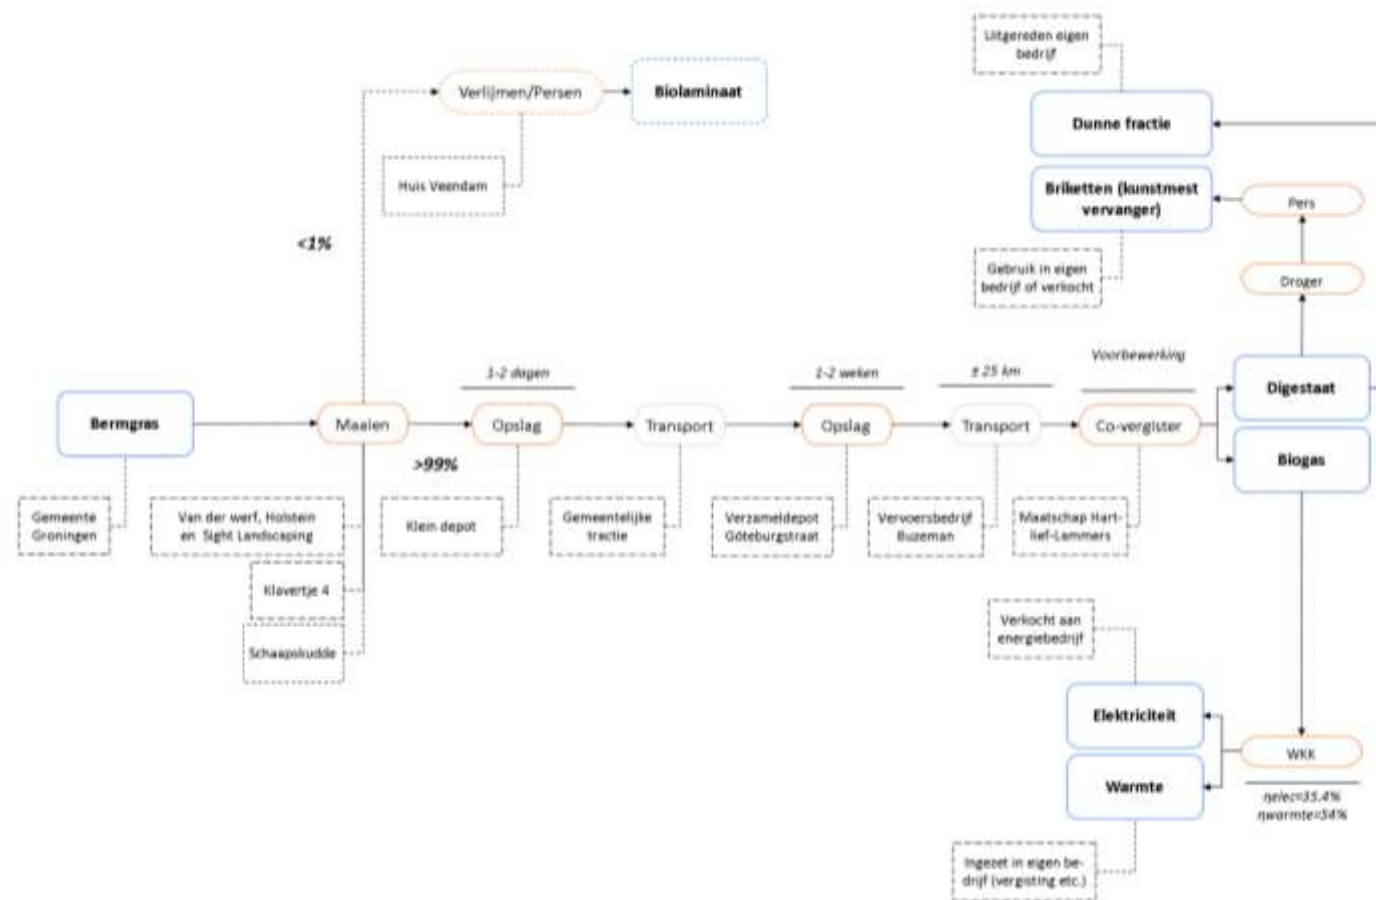 Uitgereden eigen
bedrijf
Verlijmen/Persen
Biolaminaat
Dunne fractie
Huis Veendam
Briketten (kunstmest
vervanger)
Pers
<1%
Gebruik in eigen
bedrijf of verkocht
Droger
Voorbewerking
1-2 dagen
1-2 weken
± 25 km
Digestaat
Bermgras
Maaien
Opslag
Transport
Opslag
Transport
Co-vergister
Biogas
>99%
Gemeente
Groningen
Van der werf, Holstein
en Sight Landscaping
Klein depot
Gemeentelijke
tractie
Verzameldepot
Göteburgstraat
Vervoersbedrijf
Buzeman
Maatschap Hart-
lief-Lammers
Klavertje 4
Schaapskudde
Verkocht aan
energiebedrijf
Elektriciteit
WKK
Warmte
ηelec=35.4%
ηwarmte=54%
Ingezet in eigen be-
drijf (vergisting etc.)